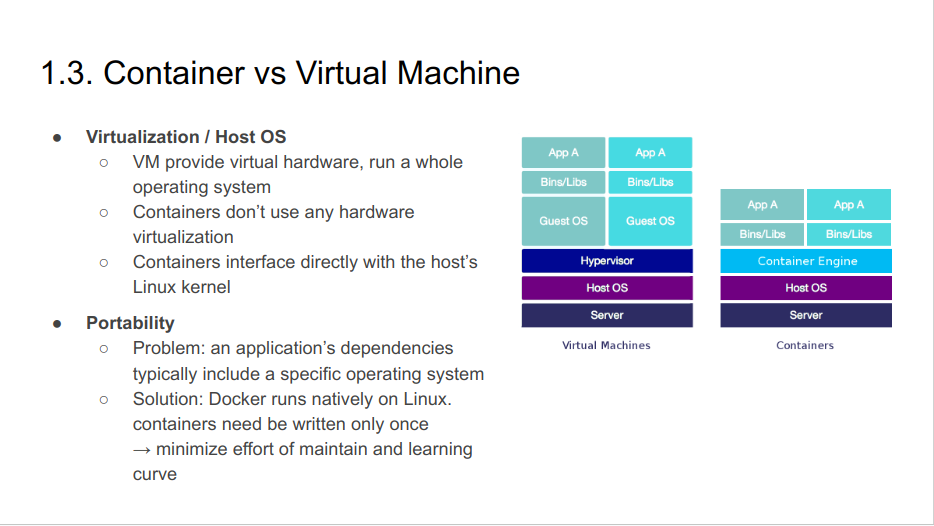 1.3. Container vs Virtual Machine
● Virtualization / Host OS
○ VM provide virtual hardware, run a whole
operating system
○ Containers don’t use any hardware
virtualization
○ Containers interface directly with the host’s
Linux kernel
● Portability
○ Problem: an application’s dependencies
typically include a specific operating system
○ Solution: Docker runs natively on Linux.
containers need be written only once
→ minimize effort of maintain and learning
curve
App A App A
Bins/Libs Bins/Libs
Guest OS Guest OS
Hypervisor
Host OS
Server
Virtual Machines
App A App A
Bins/Libs Bins/Libs
Container Engine
Host OS
Server
Containers